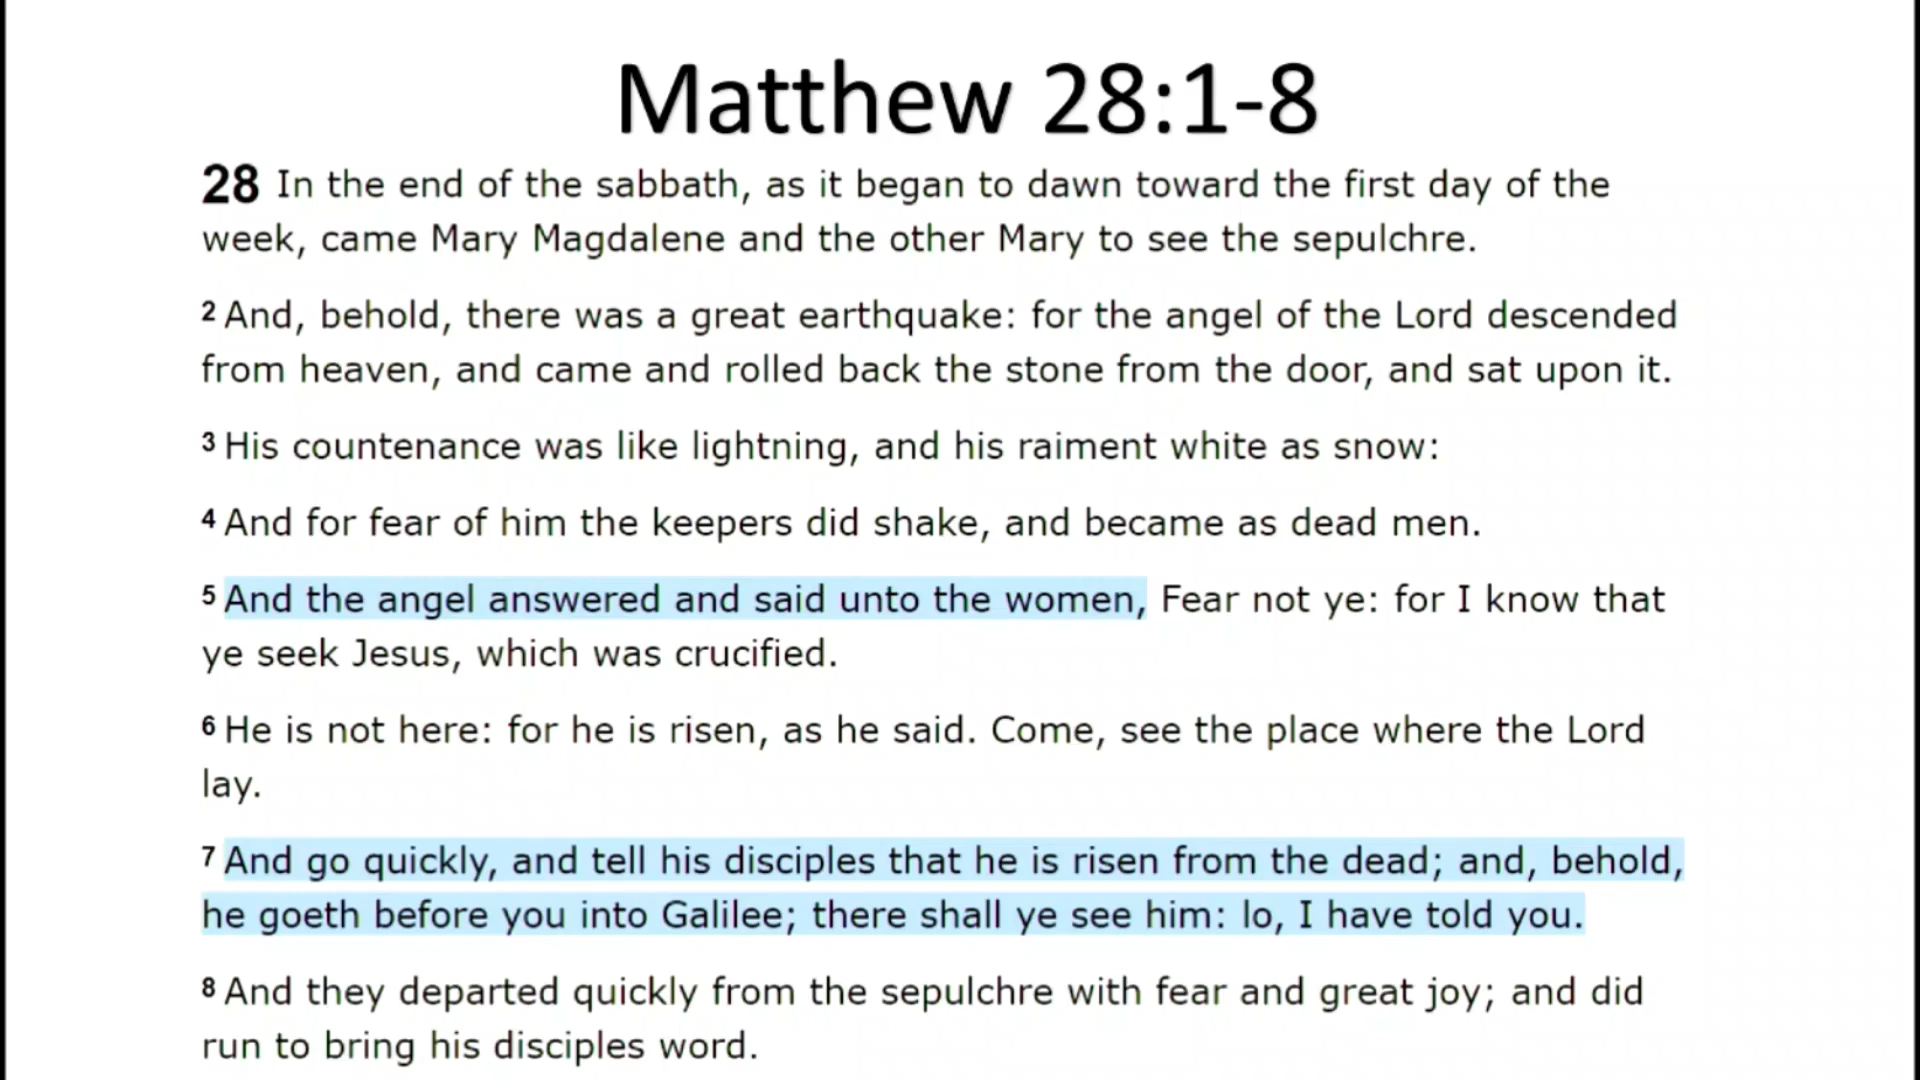 Matthew 28:1-8
28 In the end of the sabbath, as it began to dawn toward the first day of the
week, came Mary Magdalene and the other Mary to see the sepulchre.
2 And, behold, there was a great earthquake: for the angel of the Lord descended
from heaven, and came and rolled back the stone from the door, and sat upon it.
3 His countenance was like lightning, and his raiment white as snow:
4 And for fear of him the keepers did shake, and became as dead men.
5 And the angel answered and said unto the women, Fear not ye: for I know that
ye seek Jesus, which was crucified.
6 He is not here: for he is risen, as he said. Come, see the place where the Lord
lay.
7 And go quickly, and tell his disciples that he is risen from the dead; and, behold,
he goeth before you into Galilee; there shall ye see him: lo, I have told you.
8 And they departed quickly from the sepulchre with fear and great joy; and did
run to bring his disciples word.